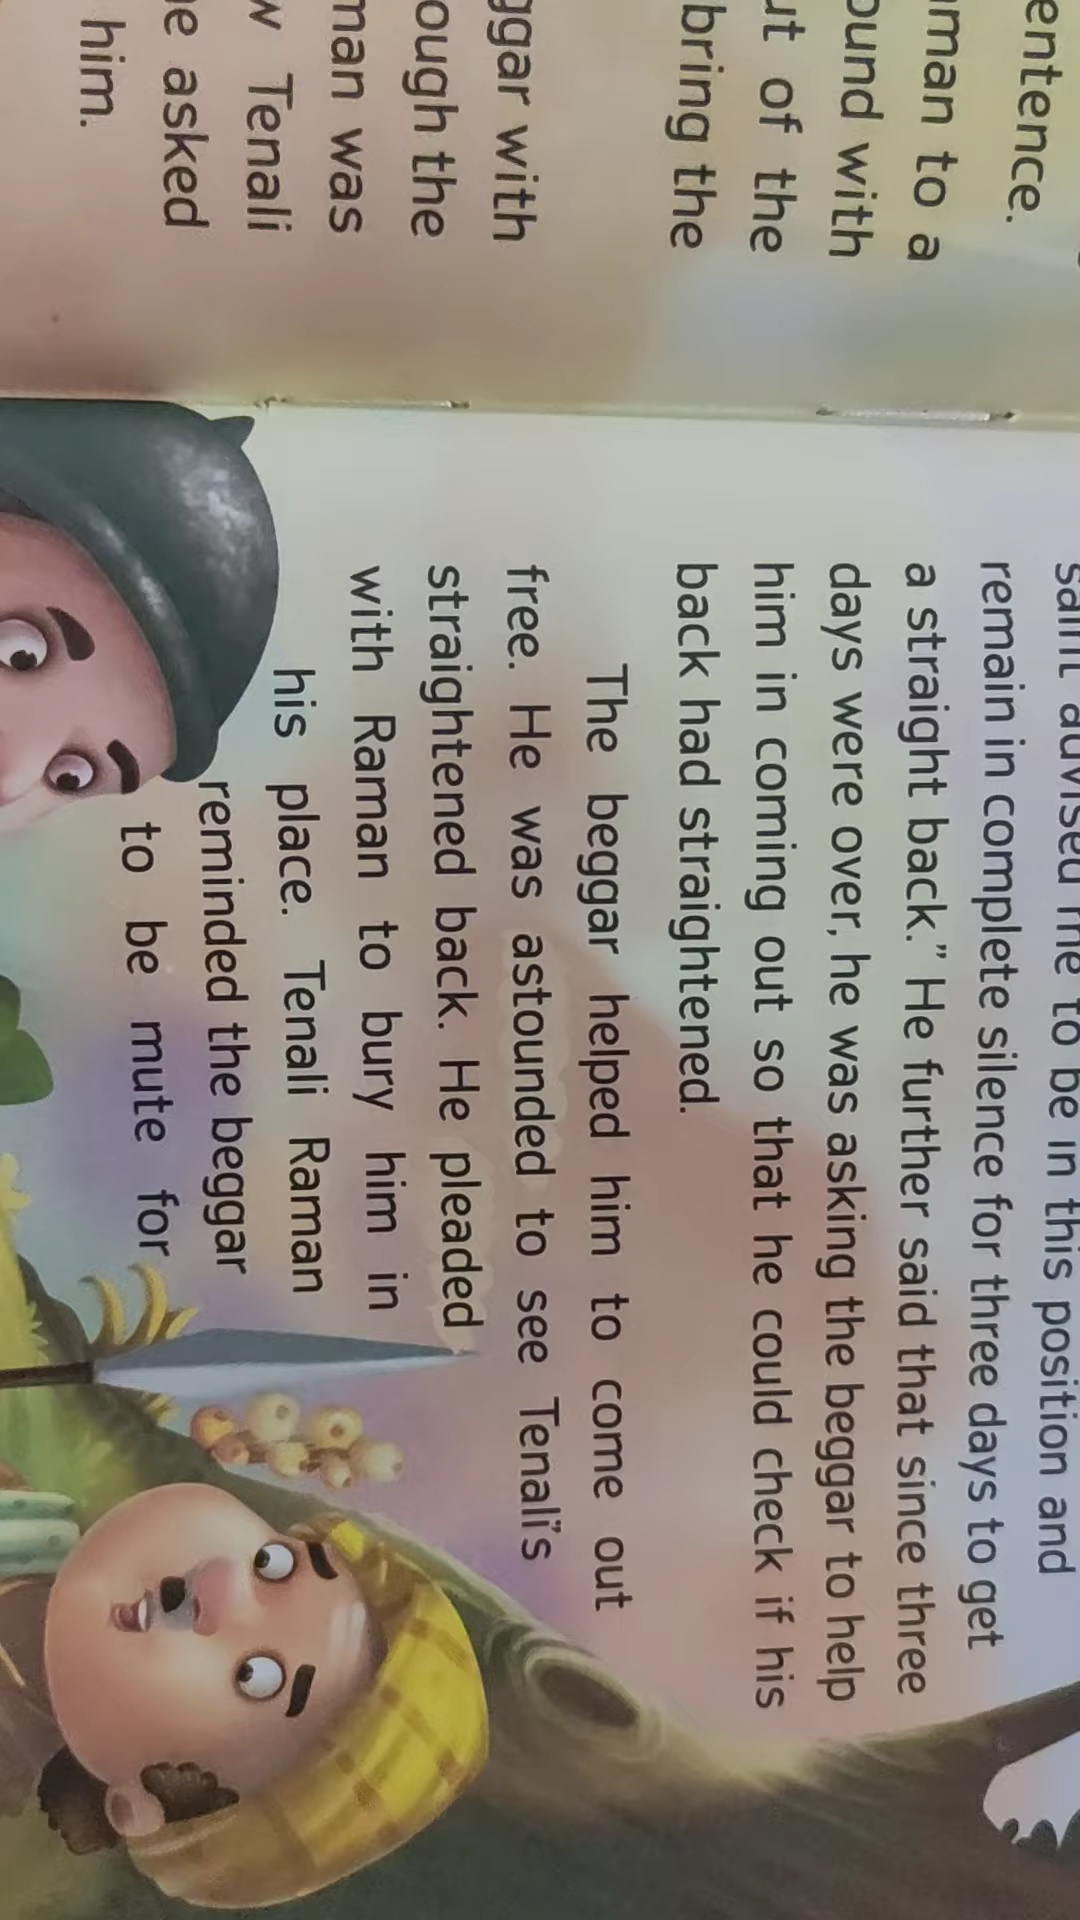 entence.
man to a
ound with
ut of the
bring the
ggar with
ough the
man was
w Tenali
e asked
him.
saint advised me to be in this position and
remain in complete silence for three days to get
a straight back.” He further said that since three
days were over, he was asking the beggar to help
him in coming out so that he could check if his
back had straightened.
The beggar helped him to come out
free. He was astounded to see Tenali’s
straightened back. He pleaded
with Raman to bury him in
his place. Tenali Raman
reminded the beggar
to be mute for